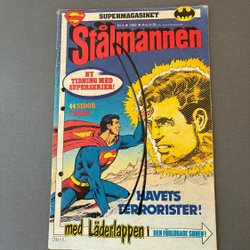 SUPERMAGASINET
Stålmannen
NY
TIDNING MED
SUPERSERIER!
44 SIDOR
HAVETS
TERRORISTER!
med Läderlappen i
DEN FÖRLORADE SONEN!